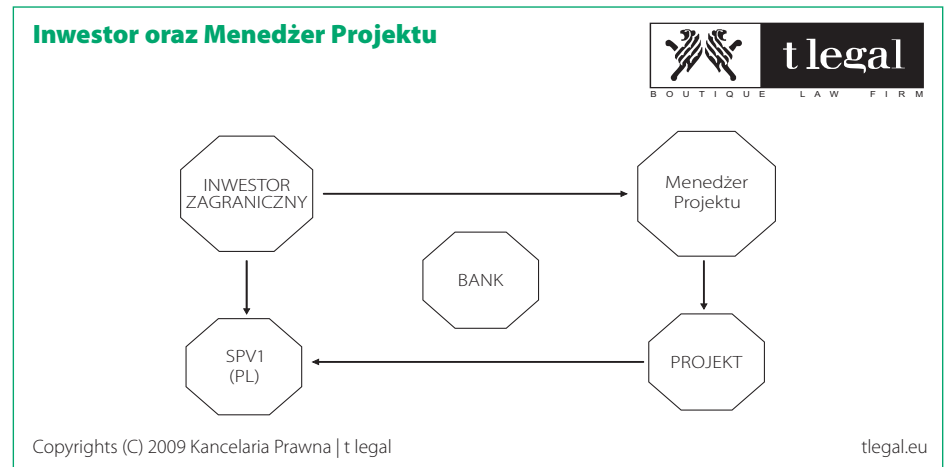 Inwestor oraz Menedżer Projektu
t legal
BOUTIQUE LAW FIRM
INWESTOR
ZAGRANICZNY
Menedżer
Projektu
BANK
SPV1
(PL)
PROJEKT
Copyrights (C) 2009 Kancelaria Prawna | t legal
tlegal.eu